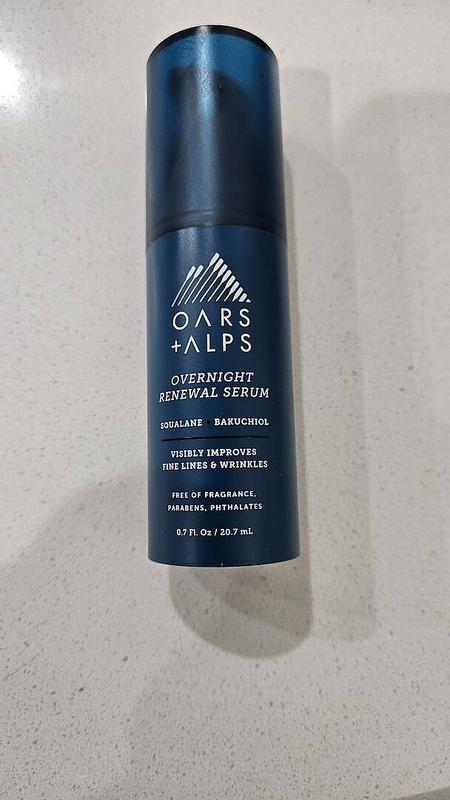 OARS
+ALPS
OVERNIGHT
RENEWAL SERUM
SQUALANE + BAKUCHIOL
VISIBLY IMPROVES
FINE LINES & WRINKLES
FREE OF FRAGRANCE,
PARABENS, PHTHALATES
0.7 Fl. Oz / 20.7 mL